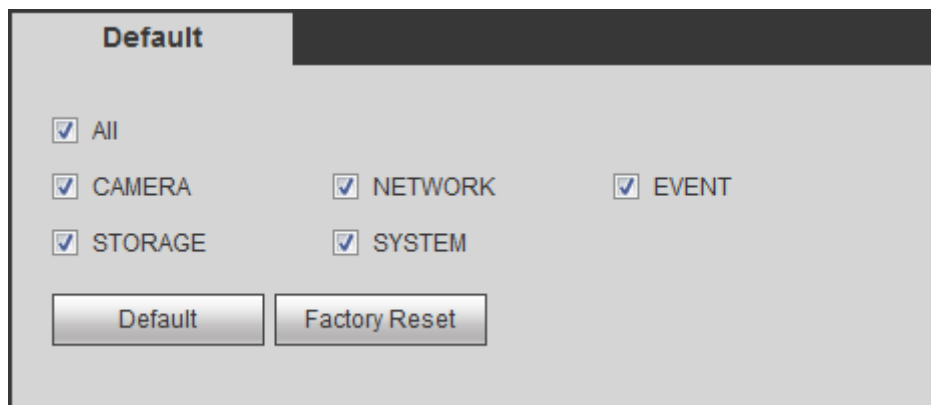 Default
All
CAMERA NETWORK EVENT
STORAGE SYSTEM
Default Factory Reset